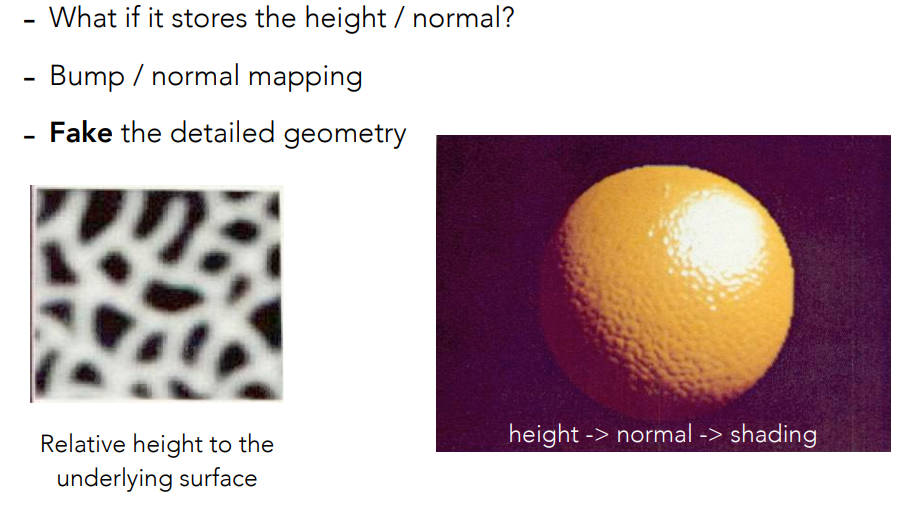 - What if it stores the height / normal?
- Bump / normal mapping
- Fake the detailed geometry
height -> normal -> shading
Relative height to the
underlying surface